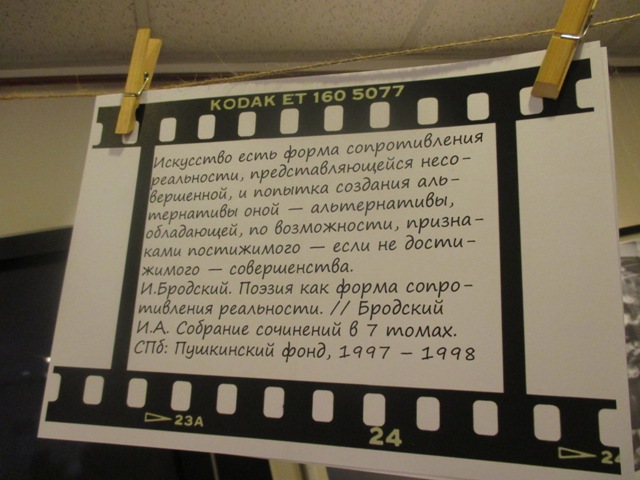 KODAK ET 160 5077
Искусство есть форма сопротивления
реальности, представляющейся несо-
вершенной, и попытка создания аль-
тернативы оной — альтернативы,
обладающей, по возможности, призна-
ками постижимого — если не дости-
жимого — совершенства.
И.Бродский. Поэзия как форма сопро-
тивления реальности. // Бродский
И.А. Собрание сочинений в 7 томах.
СПб: Пушкинский фонд, 1997 – 1998
23A
24
24